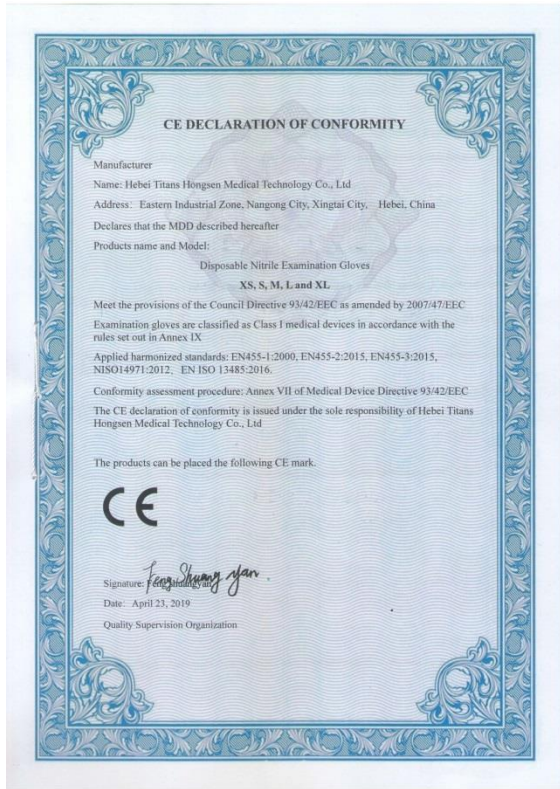 CE DECLARATION OF CONFORMITY
Manufacturer
Name: Hebei Titans Hongsen Medical Technology Co., Ltd
Address: Eastern Industrial Zone, Nangong City, Xingtai City, Hebei, China
Declares that the MDD described hereafter
Products name and Model:
Disposable Nitrile Examination Gloves
XS, S, M, L and XL
Meet the provisions of the Council Directive 93/42/EEC as amended by 2007/47/EEC
Examination gloves are classified as Class I medical devices in accordance with the
rules set out in Annex IX
Applied harmonized standards: EN455-1:2000, EN455-2:2015, EN455-3:2015,
NISO14971:2012, EN ISO 13485:2016.
Conformity assessment procedure: Annex VII of Medical Device Directive 93/42/EEC
The CE declaration of conformity is issued under the sole responsibility of Hebei Titans
Hongsen Medical Technology Co., Ltd
The products can be placed the following CE mark.
CE
Feng Shuang Yan
Signature: Feng Shuangyan
Date: April 23, 2019
Quality Supervision Organization